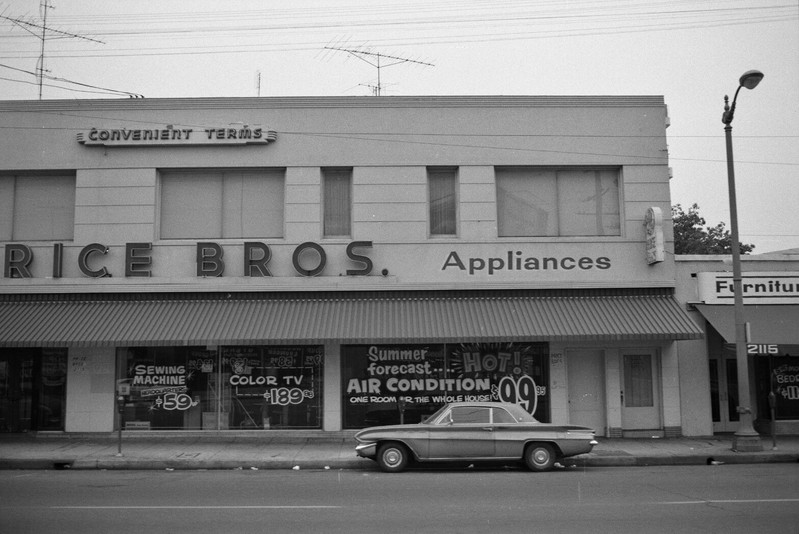 CONVENIENT TERMS
RICE BROS.
Appliances
Furnitur
2115
SEWING
MACHINE
$59
COLOR TV
$189
Summer
forecast....
HOT!
AIR CONDITION
ONE ROOM OR THE WHOLE HOUSE!
$99